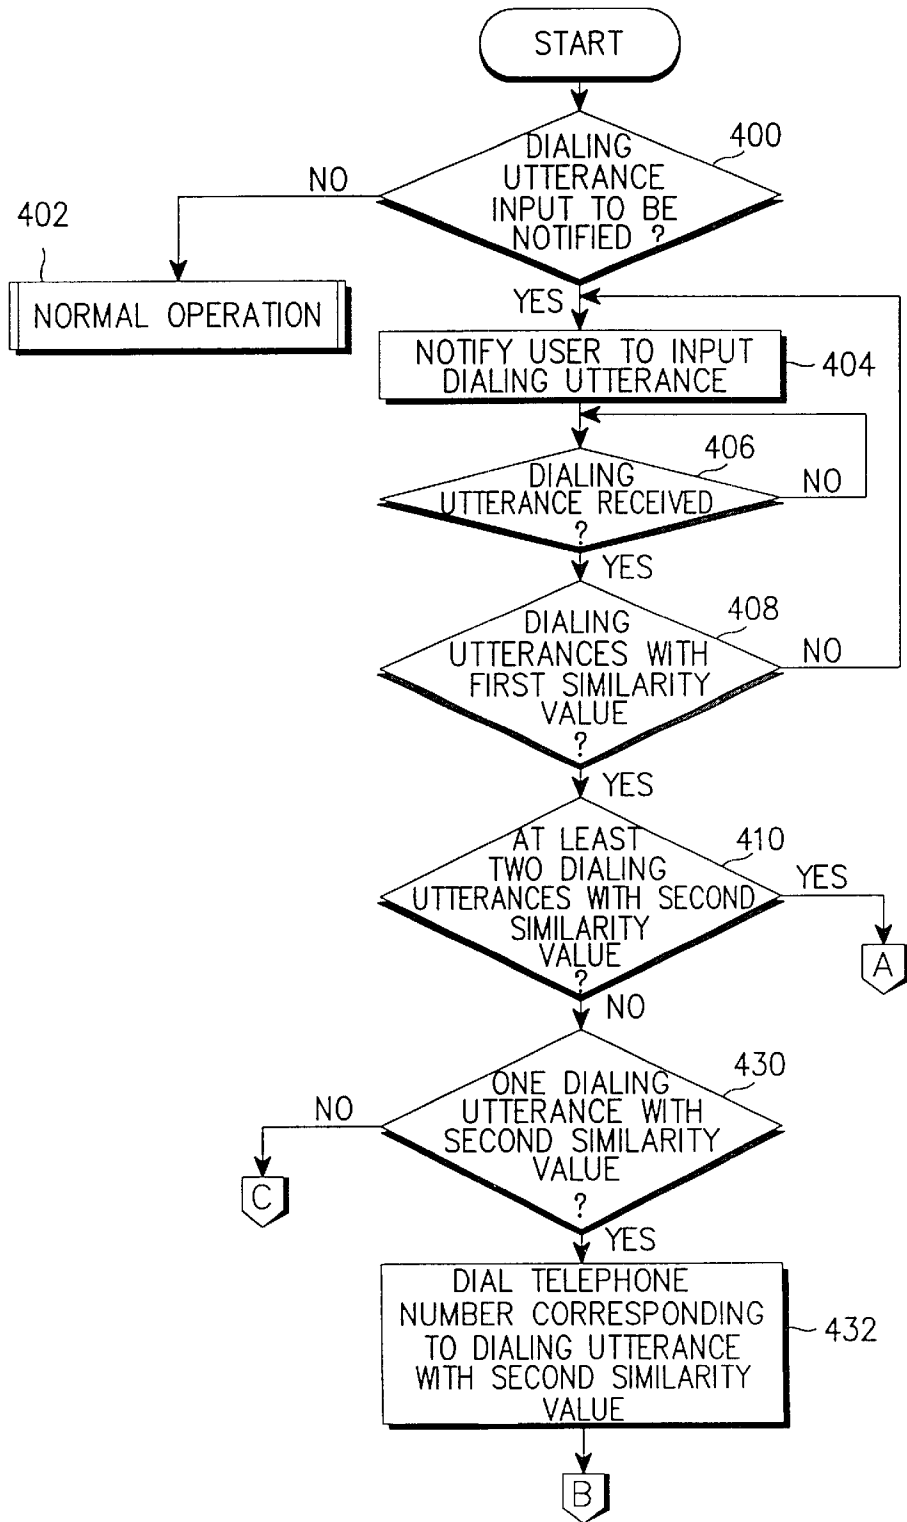 START
400
DIALING
UTTERANCE
INPUT TO BE
NOTIFIED ?
NO
402
NORMAL OPERATION
YES
NOTIFY USER TO INPUT
DIALING UTTERANCE
404
406
DIALING
UTTERANCE RECEIVED
?
NO
YES
408
DIALING
UTTERANCES WITH
FIRST SIMILARITY
VALUE
?
NO
YES
410
AT LEAST
TWO DIALING
UTTERANCES WITH SECOND
SIMILARITY
VALUE
?
YES
A
NO
430
ONE DIALING
UTTERANCE WITH
SECOND SIMILARITY
VALUE
?
NO
C
YES
DIAL TELEPHONE
NUMBER CORRESPONDING
TO DIALING UTTERANCE
WITH SECOND SIMILARITY
VALUE
432
B